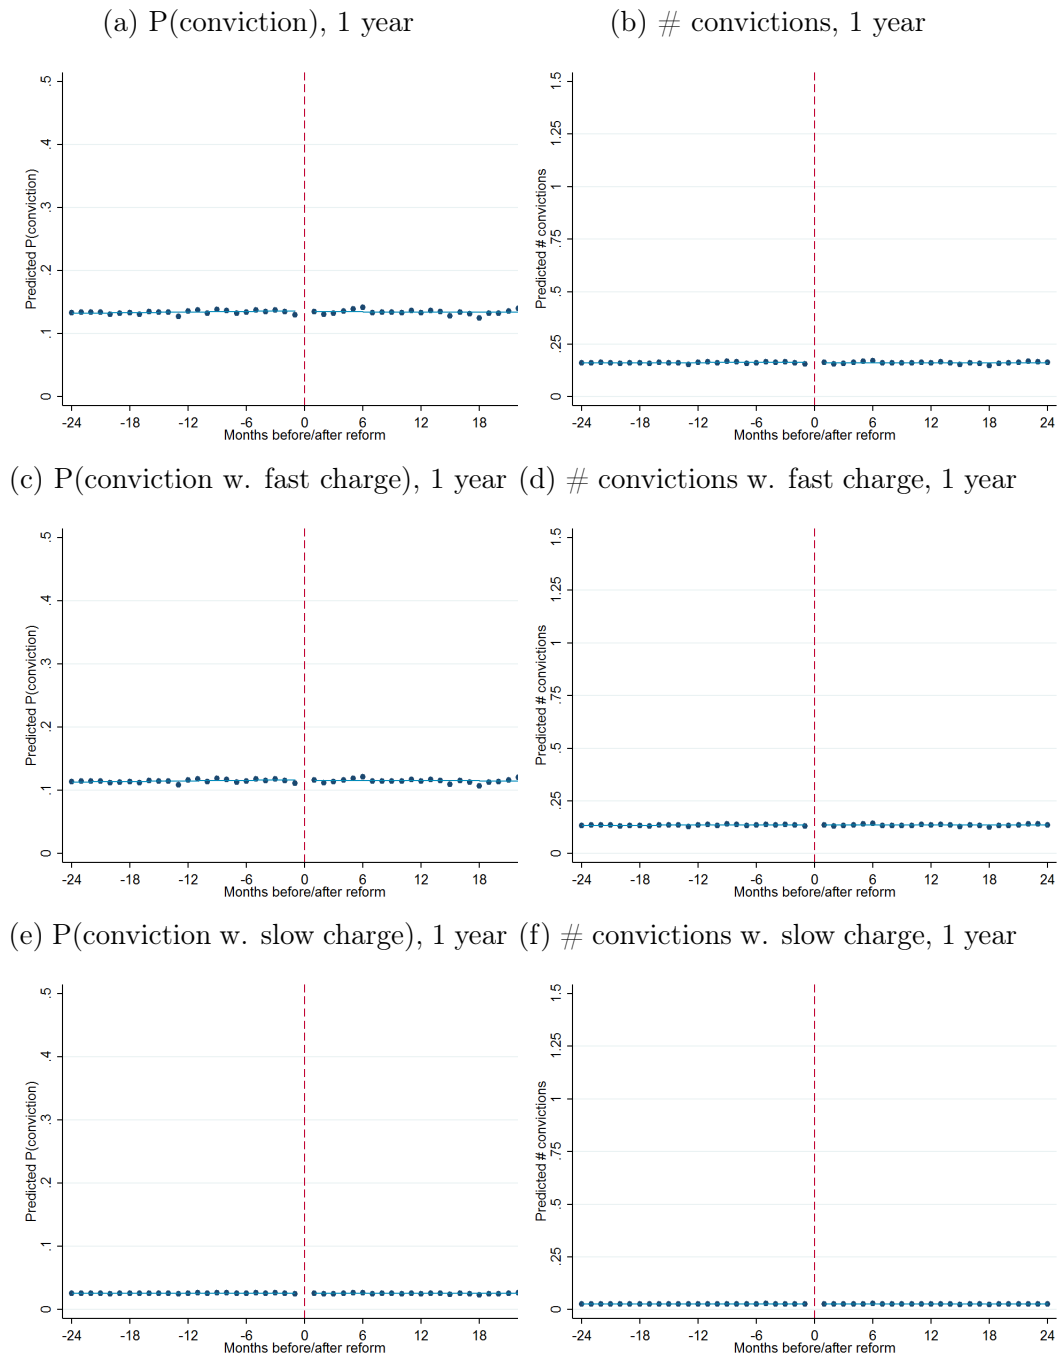 (a) P(conviction), 1 year
(b) # convictions, 1 year
Predicted P(conviction)
.5
.4
.3
.2
.1
0
-24 -18 -12 -6 0 6 12 18
Months before/after reform
Predicted # convictions
1.5
1.25
1
.75
.5
.25
0
-24 -18 -12 -6 0 6 12 18 24
Months before/after reform
(c) P(conviction w. fast charge), 1 year
(d) # convictions w. fast charge, 1 year
Predicted P(conviction)
.5
.4
.3
.2
.1
0
-24 -18 -12 -6 0 6 12 18
Months before/after reform
Predicted # convictions
1.5
1.25
1
.75
.5
.25
0
-24 -18 -12 -6 0 6 12 18 24
Months before/after reform
(e) P(conviction w. slow charge), 1 year
(f) # convictions w. slow charge, 1 year
Predicted P(conviction)
.5
.4
.3
.2
.1
0
-24 -18 -12 -6 0 6 12 18
Months before/after reform
Predicted # convictions
1.5
1.25
1
.75
.5
.25
0
-24 -18 -12 -6 0 6 12 18 24
Months before/after reform